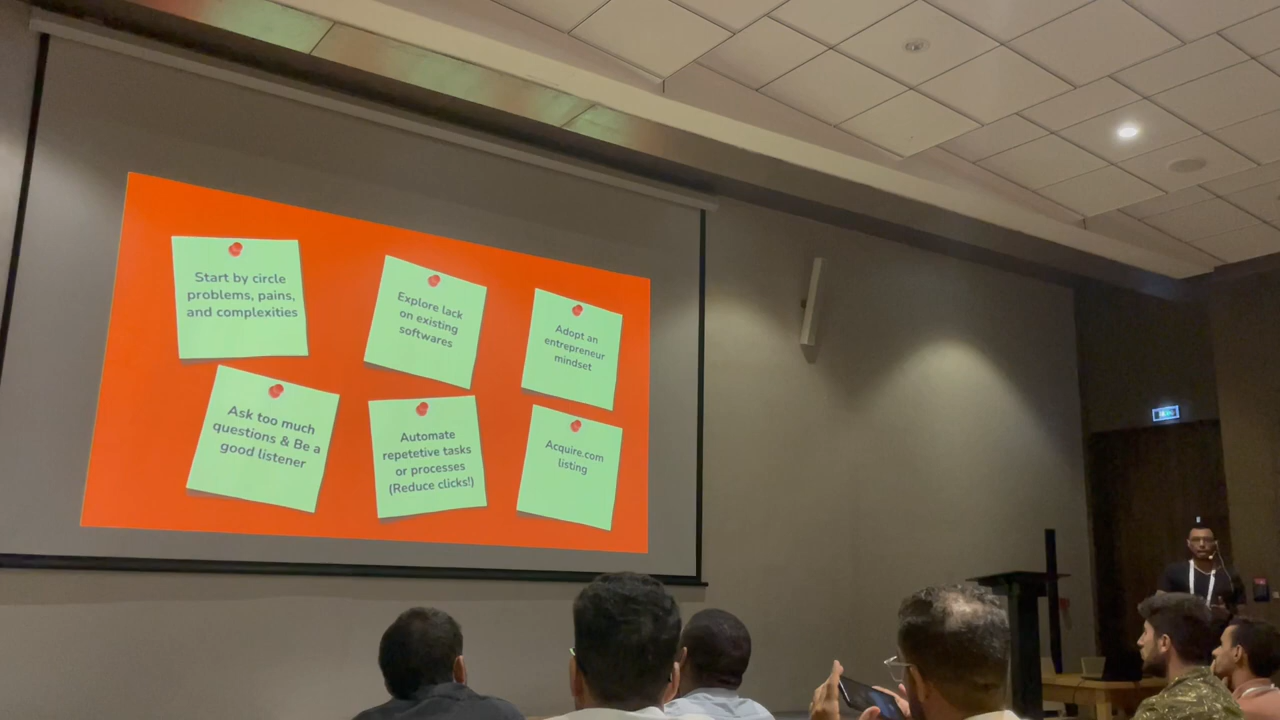 Start by circle
problems, pains,
and complexities
Explore lack
on existing
softwares
Adopt an
entrepreneur
mindset
Ask too much
questions & Be a
good listener
Automate
repetetive tasks
or processes
(Reduce clicks!)
Acquire.com
listing